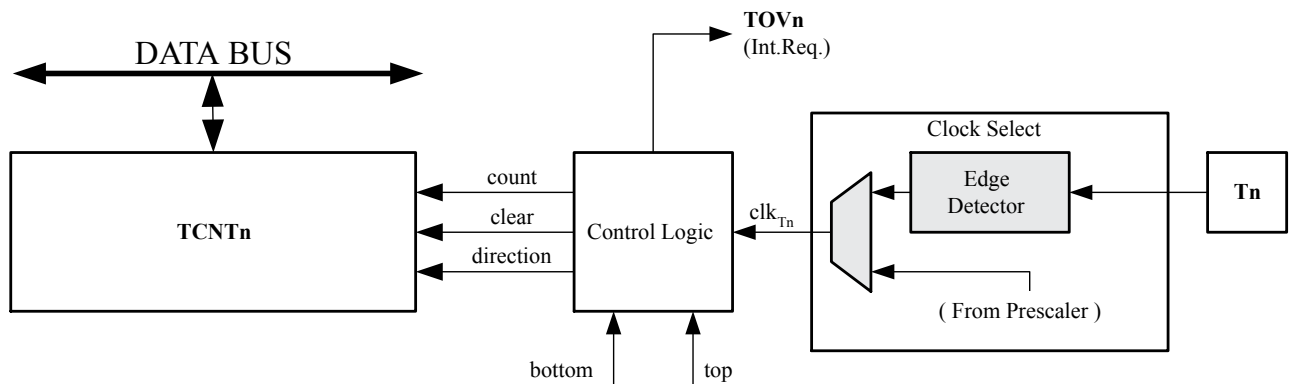 TOVn
(Int.Req.)
DATA BUS
Clock Select
count
Edge
Detector
Tn
clear
clkTn
TCNTn
Control Logic
direction
( From Prescaler )
bottom
top